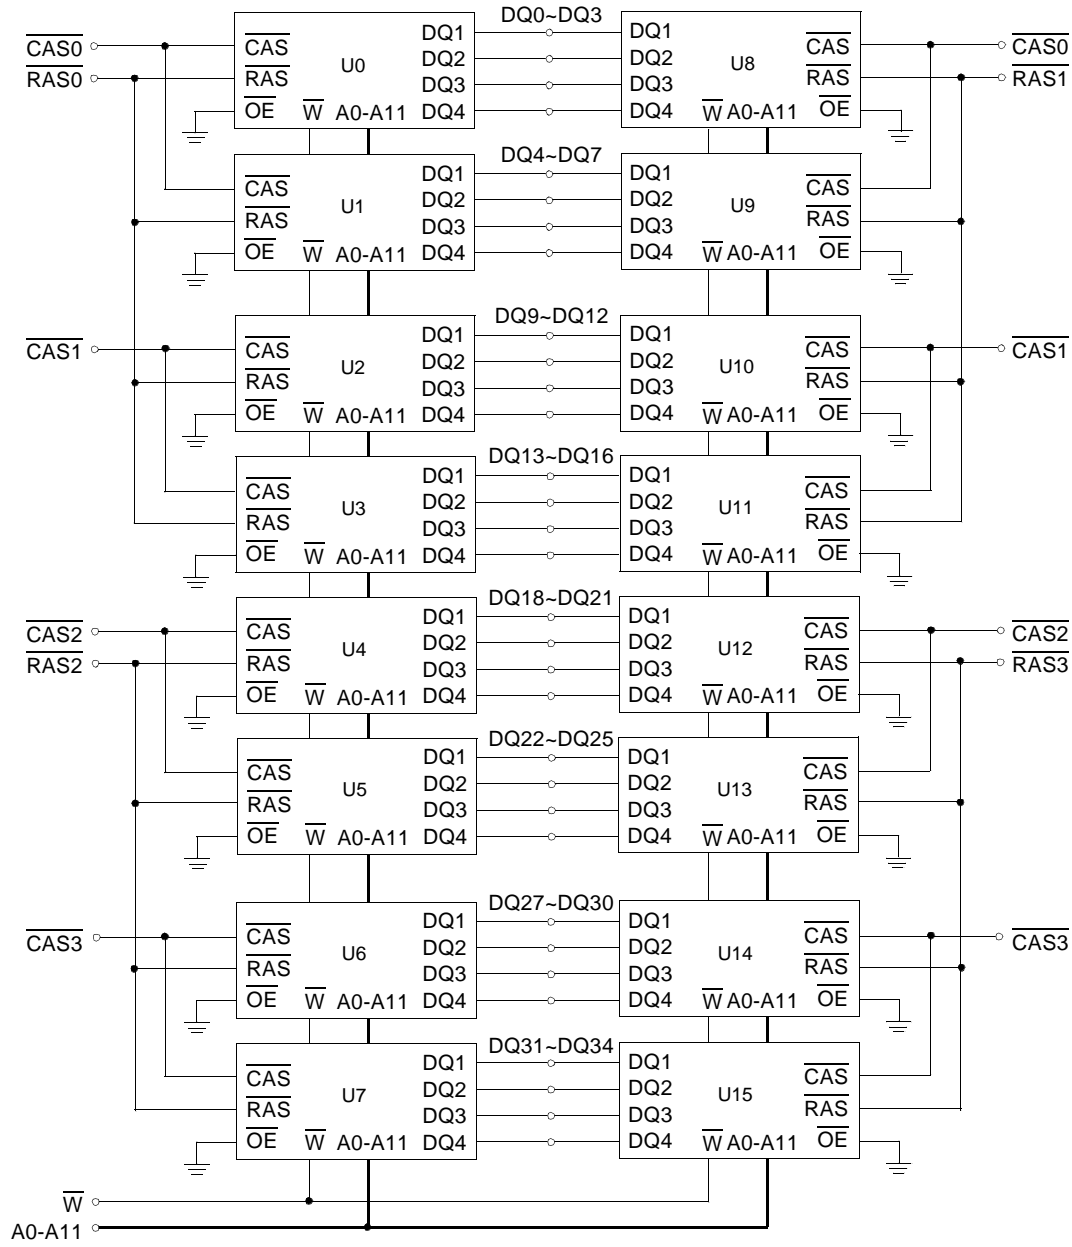 DQ0~DQ3
CAS0
RAS0
CAS
RAS
OE
U0
W
A0-A11
DQ1
DQ2
DQ3
DQ4
DQ1
DQ2
DQ3
DQ4
U8
W
A0-A11
CAS
RAS
OE
CAS0
RAS1
DQ4~DQ7
CAS
RAS
OE
U1
W
A0-A11
DQ1
DQ2
DQ3
DQ4
DQ1
DQ2
DQ3
DQ4
U9
W
A0-A11
CAS
RAS
OE
DQ9~DQ12
CAS1
CAS
RAS
OE
U2
W
A0-A11
DQ1
DQ2
DQ3
DQ4
DQ1
DQ2
DQ3
DQ4
U10
W
A0-A11
CAS
RAS
OE
CAS1
DQ13~DQ16
CAS
RAS
OE
U3
W
A0-A11
DQ1
DQ2
DQ3
DQ4
DQ1
DQ2
DQ3
DQ4
U11
W
A0-A11
CAS
RAS
OE
DQ18~DQ21
CAS2
RAS2
CAS
RAS
OE
U4
W
A0-A11
DQ1
DQ2
DQ3
DQ4
DQ1
DQ2
DQ3
DQ4
U12
W
A0-A11
CAS
RAS
OE
CAS2
RAS3
DQ22~DQ25
CAS
RAS
OE
U5
W
A0-A11
DQ1
DQ2
DQ3
DQ4
DQ1
DQ2
DQ3
DQ4
U13
W
A0-A11
CAS
RAS
OE
DQ27~DQ30
CAS3
CAS
RAS
OE
U6
W
A0-A11
DQ1
DQ2
DQ3
DQ4
DQ1
DQ2
DQ3
DQ4
U14
W
A0-A11
CAS
RAS
OE
CAS3
DQ31~DQ34
CAS
RAS
OE
U7
W
A0-A11
DQ1
DQ2
DQ3
DQ4
DQ1
DQ2
DQ3
DQ4
U15
W
A0-A11
CAS
RAS
OE
W
A0-A11